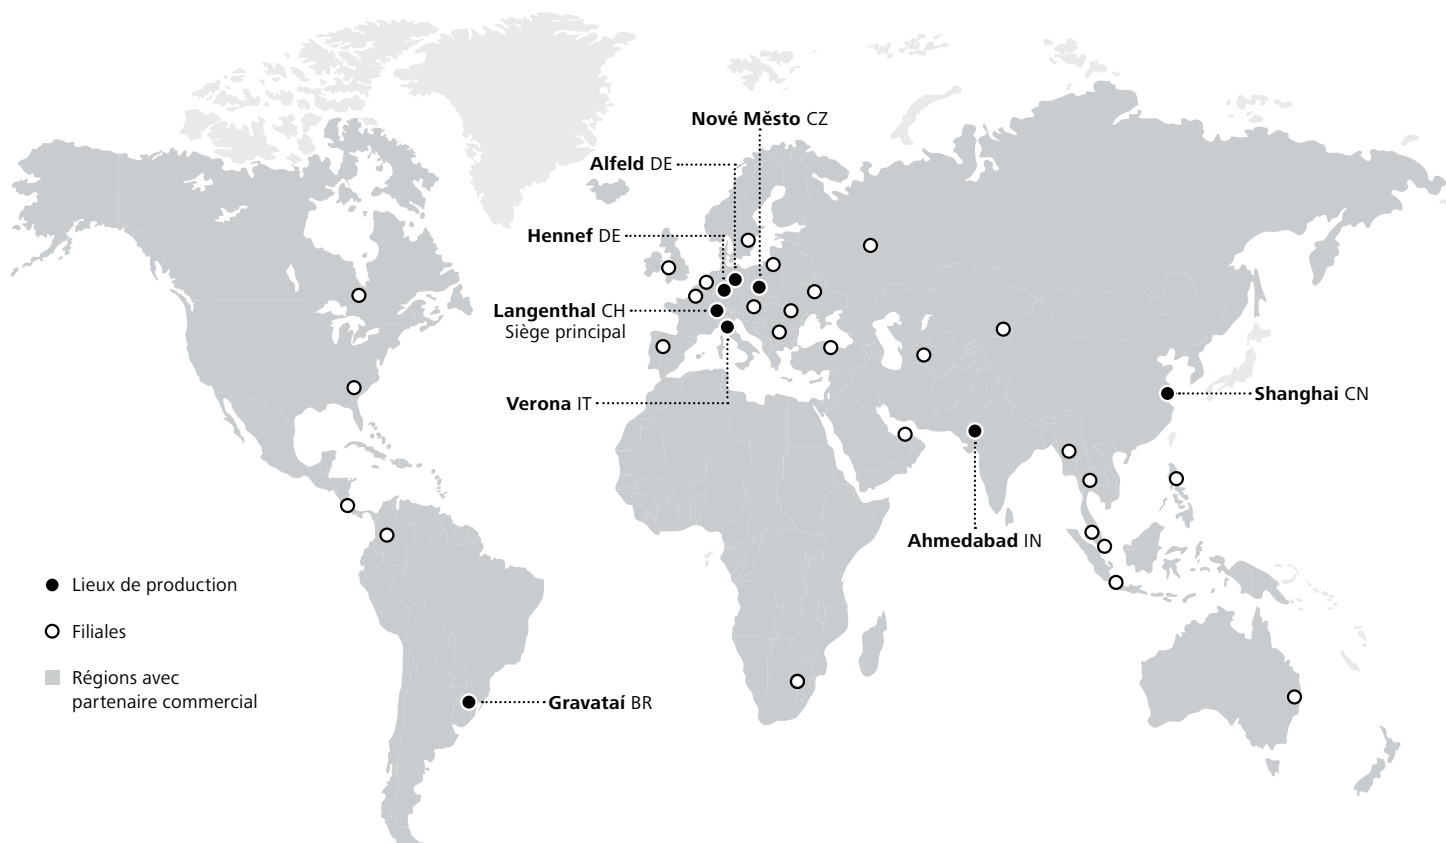 Nové Město CZ
Alfeld DE
Hennef DE
Langenthal CH
Siège principal
Verona IT
Shanghai CN
Ahmedabad IN
Lieux de production
Filiales
Régions avec
partenaire commercial
Gravataí BR